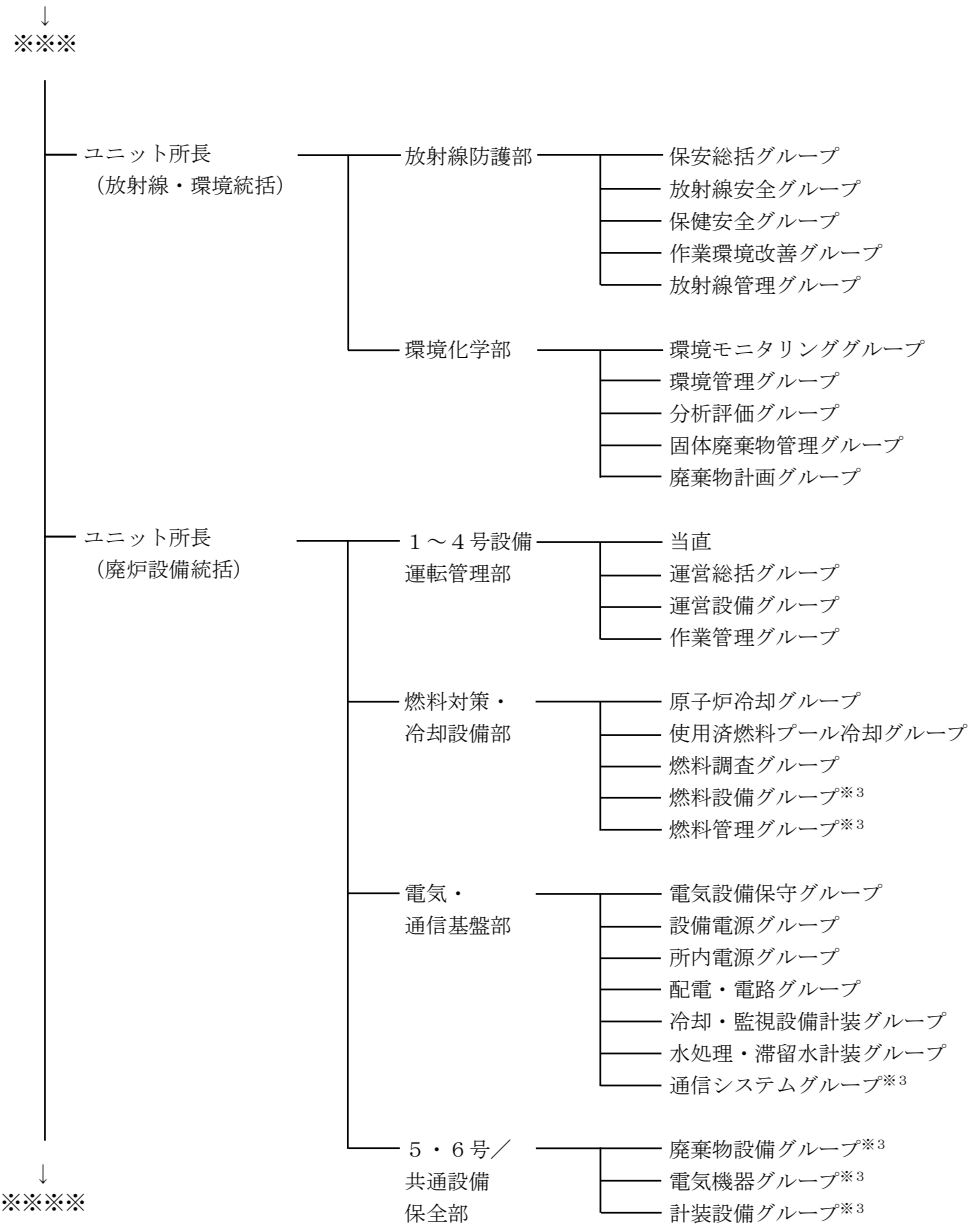 ↓
※※※
ユニット所長
（放射線・環境統括）
放射線防護部
保安総括グループ
放射線安全グループ
保健安全グループ
作業環境改善グループ
放射線管理グループ
環境化学部
環境モニタリンググループ
環境管理グループ
分析評価グループ
固体廃棄物管理グループ
廃棄物計画グループ
ユニット所長
（廃炉設備統括）
１～４号設備
運転管理部
当直
運営総括グループ
運営設備グループ
作業管理グループ
燃料対策・
冷却設備部
原子炉冷却グループ
使用済燃料プール冷却グループ
燃料調査グループ
燃料設備グループ※3
燃料管理グループ※3
電気・
通信基盤部
電気設備保守グループ
設備電源グループ
所内電源グループ
配電・電路グループ
冷却・監視設備計装グループ
水処理・滞留水計装グループ
通信システムグループ※3
５・６号／
共通設備
保全部
廃棄物設備グループ※3
電気機器グループ※3
計装設備グループ※3
↓
※※※※